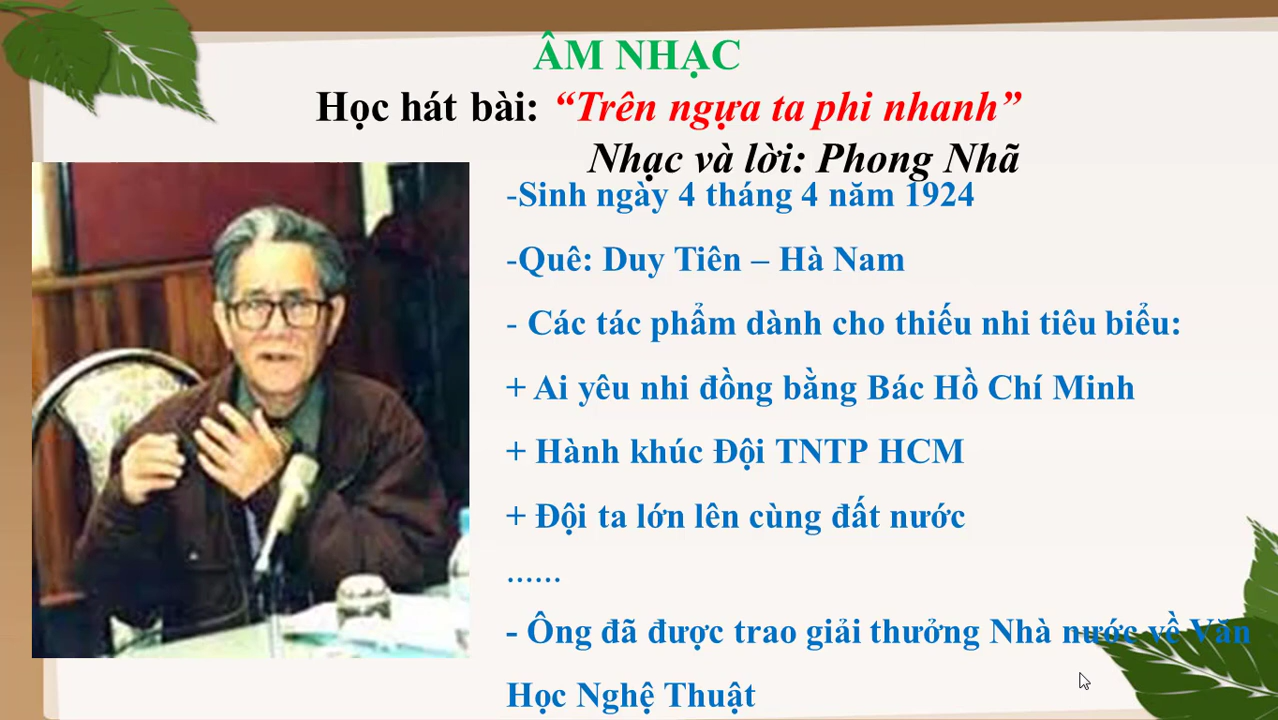 ÂM NHẠC
Học hát bài: “Trên ngựa ta phi nhanh”
Nhạc và lời: Phong Nhã
-Sinh ngày 4 tháng 4 năm 1924
-Quê: Duy Tiên – Hà Nam
- Các tác phẩm dành cho thiếu nhi tiêu biểu:
+ Ai yêu nhi đồng bằng Bác Hồ Chí Minh
+ Hành khúc Đội TNTP HCM
+ Đội ta lớn lên cùng đất nước
......
- Ông đã được trao giải thưởng Nhà nước về Văn
Học Nghệ Thuật